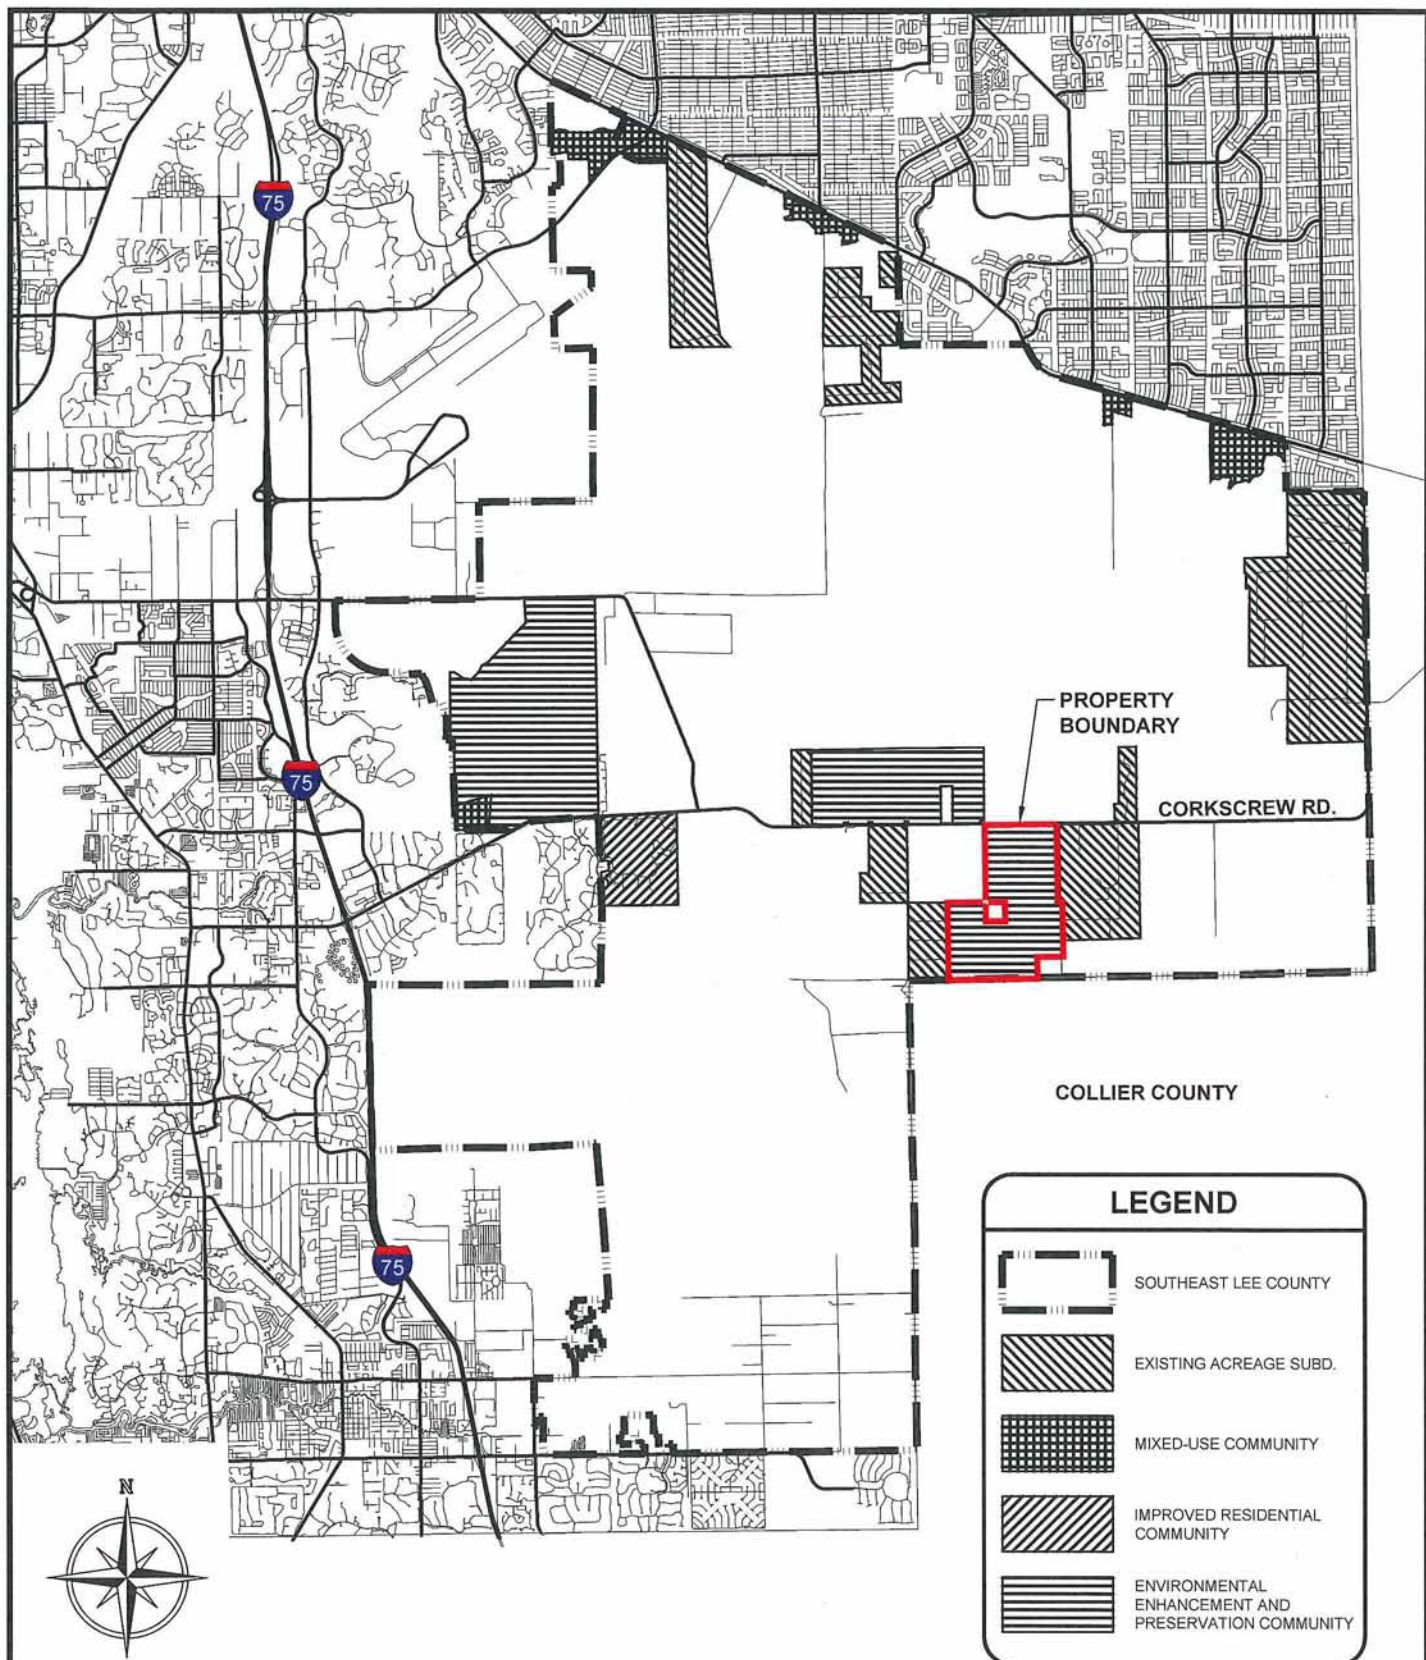 75
PROPERTY
BOUNDARY
75
CORKSCREW RD.
COLLIER COUNTY
LEGEND
75
SOUTHEAST LEE COUNTY
EXISTING ACREAGE SUBD.
MIXED-USE COMMUNITY
N
IMPROVED RESIDENTIAL
COMMUNITY
ENVIRONMENTAL
ENHANCEMENT AND
PRESERVATION COMMUNITY